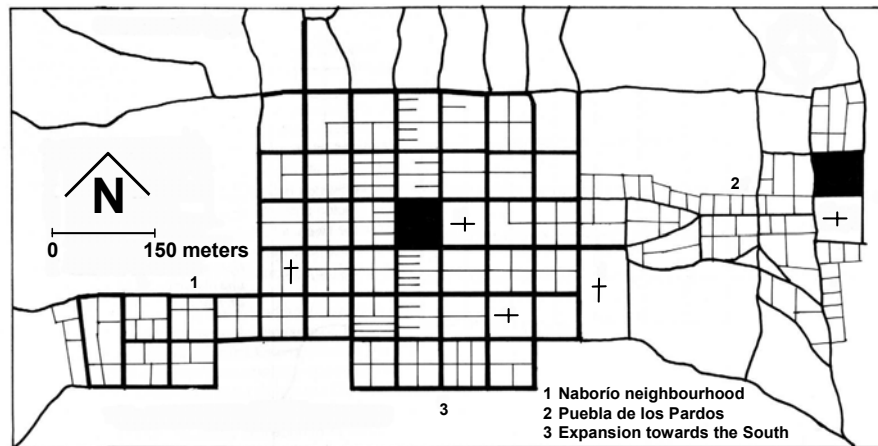 2
N
0 150 meters
1
3
1 Naborío neighbourhood
2 Puebla de los Pardos
3 Expansion towards the South